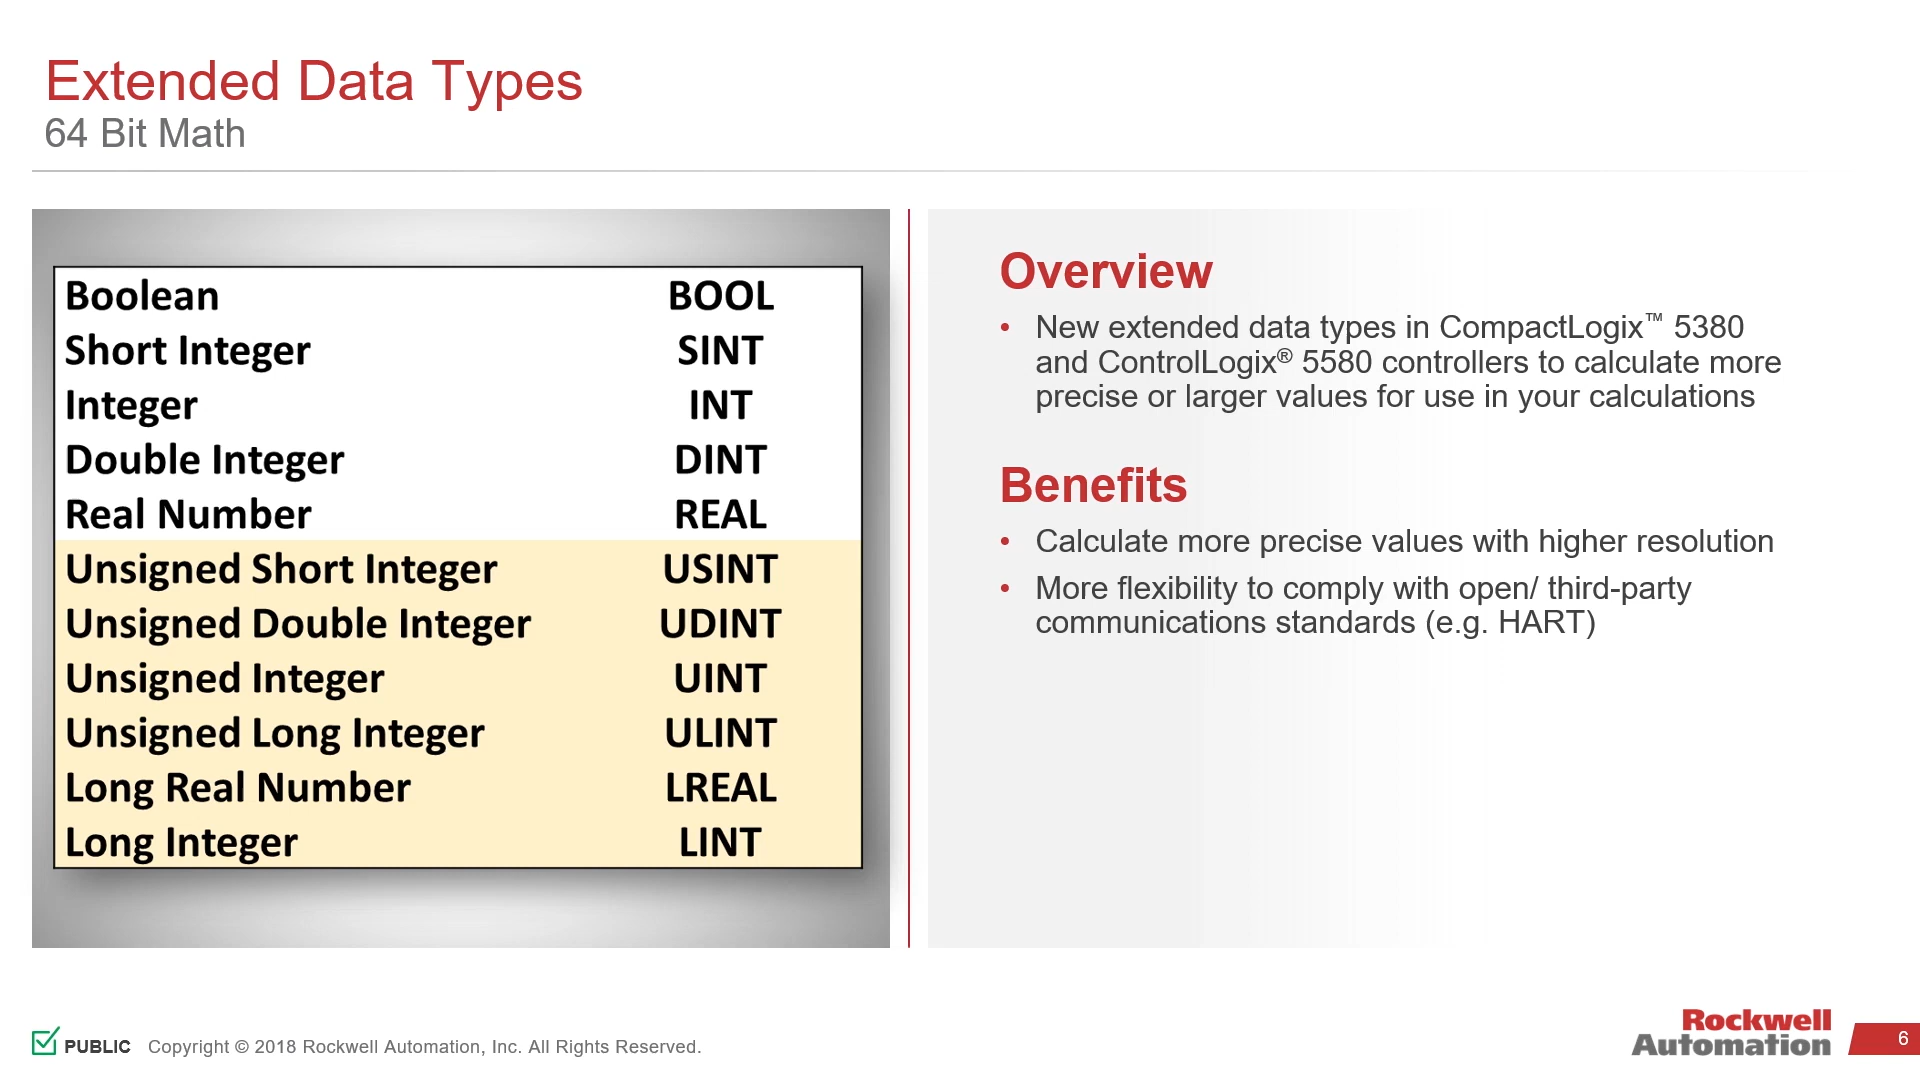 Extended Data Types
64 Bit Math
Boolean BOOL
Short Integer SINT
Integer INT
Double Integer DINT
Real Number REAL
Unsigned Short Integer USINT
Unsigned Double Integer UDINT
Unsigned Integer UINT
Unsigned Long Integer ULINT
Long Real Number LREAL
Long Integer LINT
Overview
• New extended data types in CompactLogix™ 5380
and ControlLogix® 5580 controllers to calculate more
precise or larger values for use in your calculations
Benefits
• Calculate more precise values with higher resolution
• More flexibility to comply with open/ third-party
communications standards (e.g. HART)
PUBLIC Copyright © 2018 Rockwell Automation, Inc. All Rights Reserved.
Rockwell
Automation
6